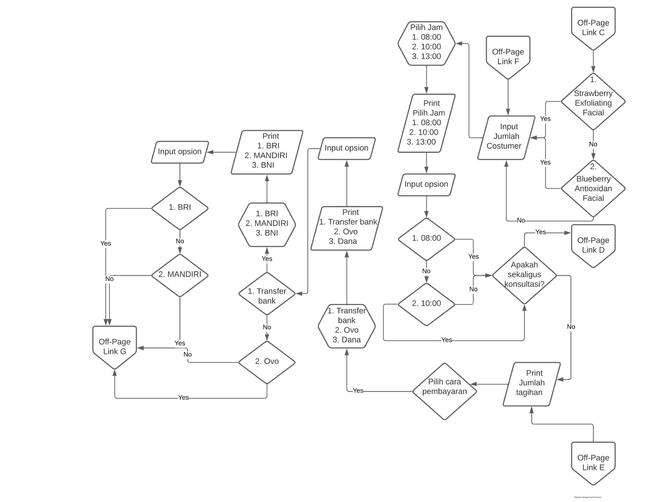 Off-Page
Link C
Pilih Jam
1. 08:00
2. 10:00
3. 13:00
Off-Page
Link F
1.
Strawberry
Exfoliating
Facial
Yes
No
Input
Jumlah
Costumer
Yes
2.
Blueberry
Antioxidan
Facial
No
Print
Pilih Jam
1. 08:00
2. 10:00
3. 13:00
Input opsion
1. 08:00
Yes
No
2. 10:00
No
Yes
Apakah
sekaligus
konsultasi?
Yes
Off-Page
Link D
No
Print
Jumlah
tagihan
Off-Page
Link E
Pilih cara
pembayaran
Yes
1. Transfer
bank
2. Ovo
3. Dana
Print
1. Transfer bank
2. Ovo
3. Dana
Input opsion
1. Transfer
bank
Yes
No
2. Ovo
No
Yes
1. BRI
2. MANDIRI
3. BNI
Print
1. BRI
2. MANDIRI
3. BNI
Input opsion
1. BRI
Yes
No
2. MANDIRI
No
Yes
Off-Page
Link G